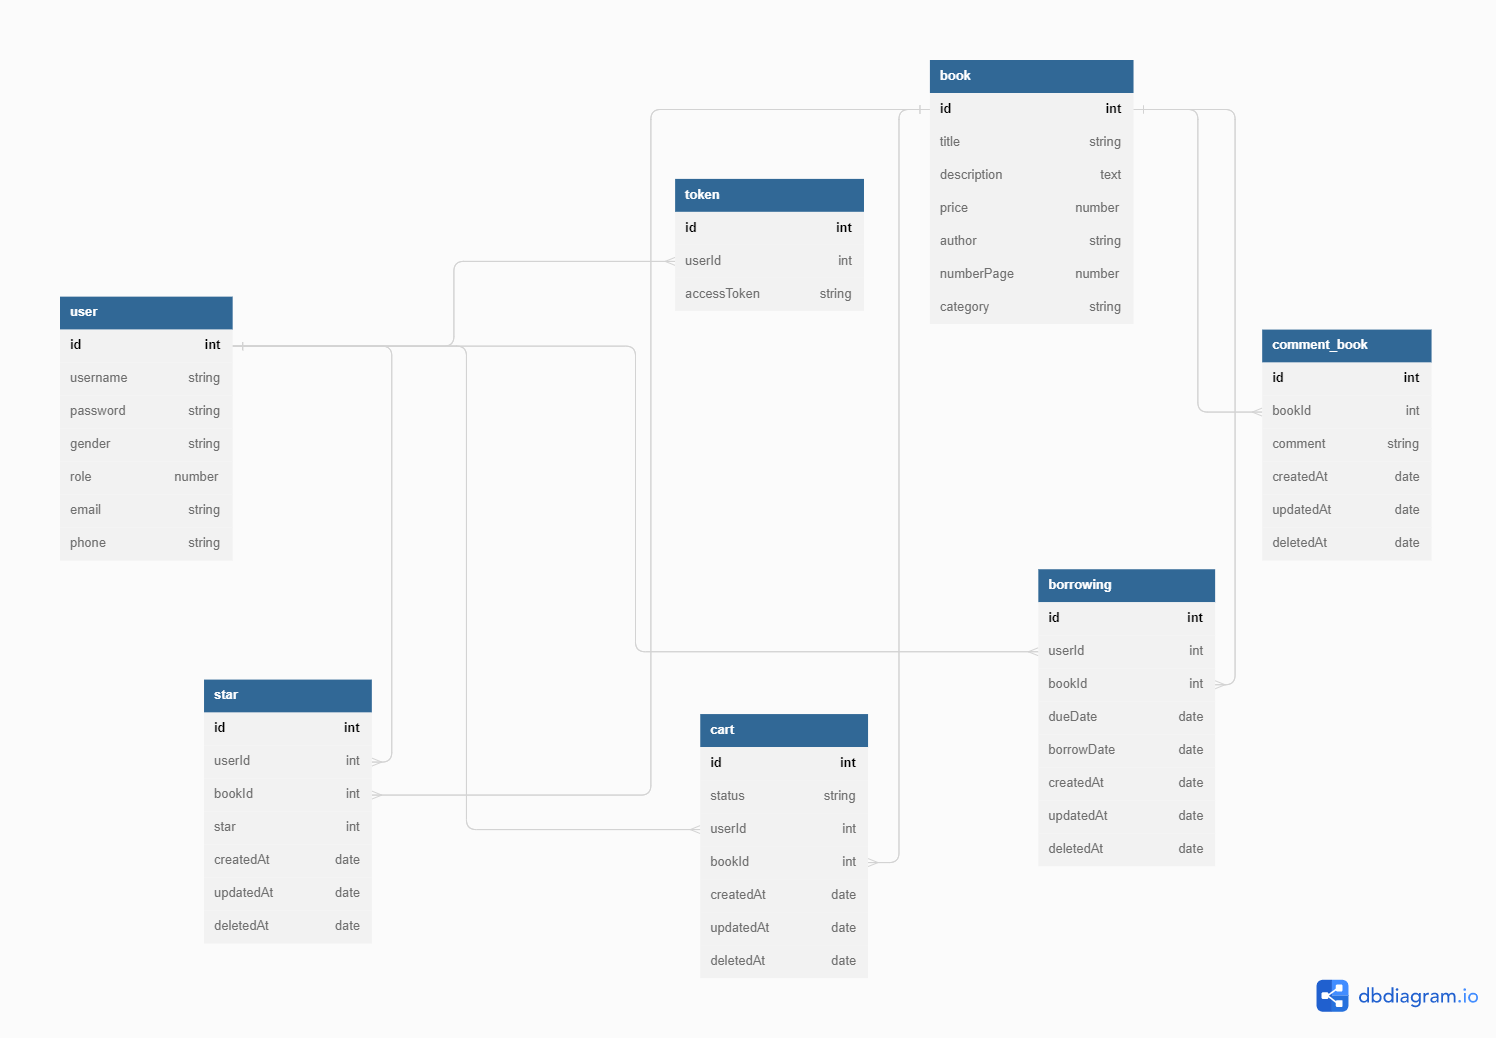 book
id int
title string
description text
price number
author string
numberPage number
category string
token
id int
userId int
accessToken string
user
id int
username string
password string
gender string
role number
email string
phone string
comment_book
id int
bookId int
comment string
createdAt date
updatedAt date
deletedAt date
borrowing
id int
userId int
bookId int
dueDate date
borrowDate date
createdAt date
updatedAt date
deletedAt date
star
id int
userId int
bookId int
star int
createdAt date
updatedAt date
deletedAt date
cart
id int
status string
userId int
bookId int
createdAt date
updatedAt date
deletedAt date
dbdiagram.io